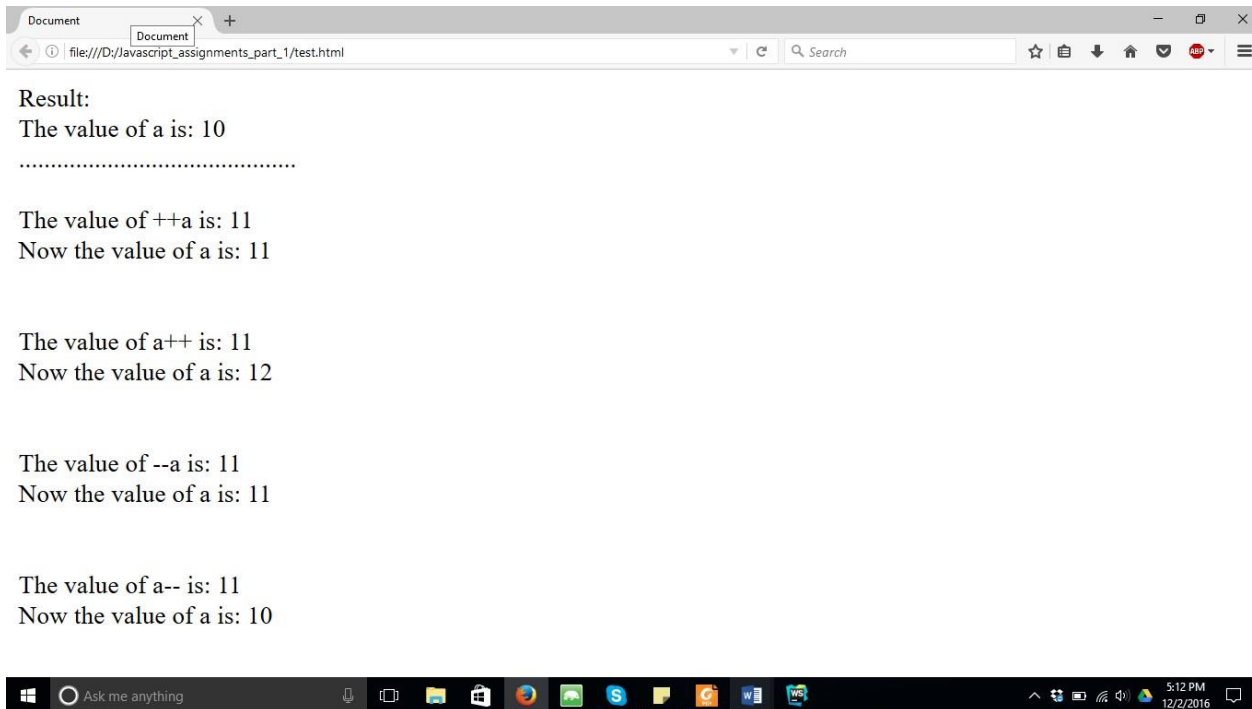 Document
Document
file:///D:/Javascript_assignments_part_1/test.html
Search
ABP
Result:
The value of a is: 10
............................................
The value of ++a is: 11
Now the value of a is: 11
The value of a++ is: 11
Now the value of a is: 12
The value of --a is: 11
Now the value of a is: 11
The value of a-- is: 11
Now the value of a is: 10
Ask me anything
5:12 PM
12/2/2016